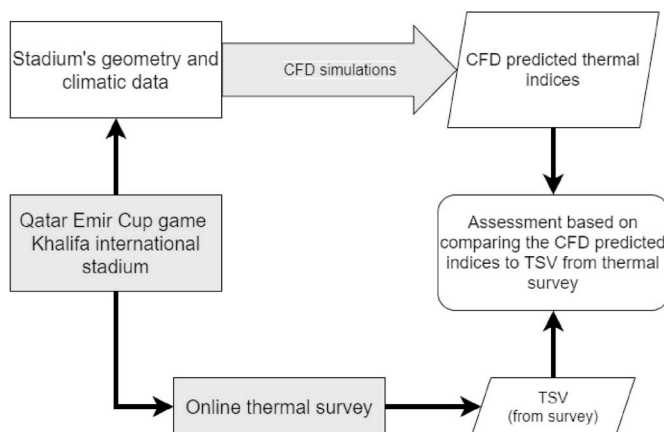 Stadium's geometry and
climatic data
CFD simulations
CFD predicted thermal
indices
Qatar Emir Cup game
Khalifa international
stadium
Assessment based on
comparing the CFD predicted
indices to TSV from thermal
survey
Online thermal survey
TSV
(from survey)